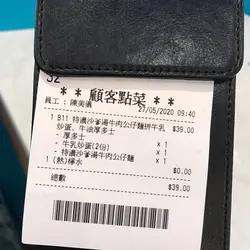 52
* * 顧客點菜 * *
員工 : 陳美儀 27/05/2020 09:40
1 B11 特濃沙爹湯牛肉公仔麵拼牛乳 $39.00
炒蛋、牛油厚多士
- 厚多士 x 1
- 牛乳炒蛋(2份) x 1
- 特濃沙爹湯牛肉公仔麵 x 1
1 (熱)檸水 $0.00
總數 : $39.00